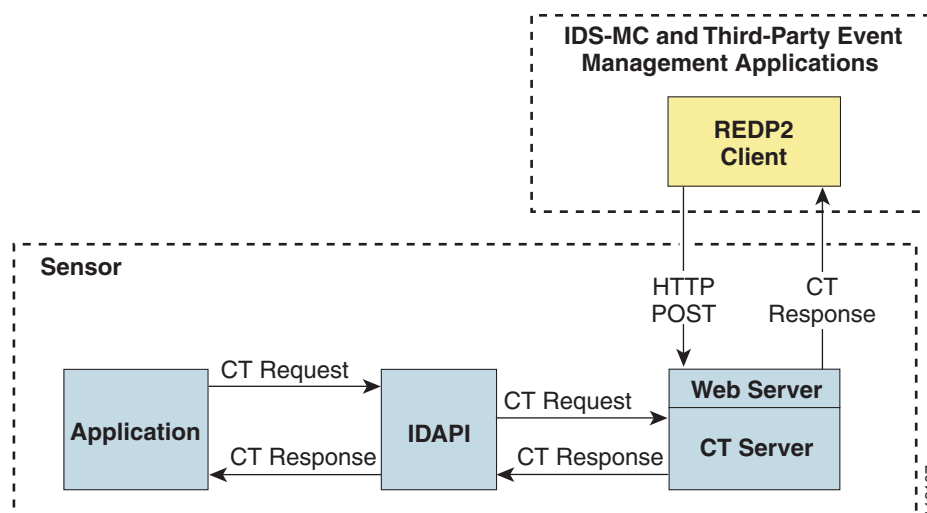 IDS-MC and Third-Party Event
Management Applications
REDP2
Client
Sensor
HTTP
POST
CT
Response
CT Request
CT Request
Application
IDAPI
Web Server
CT Server
CT Response
CT Response